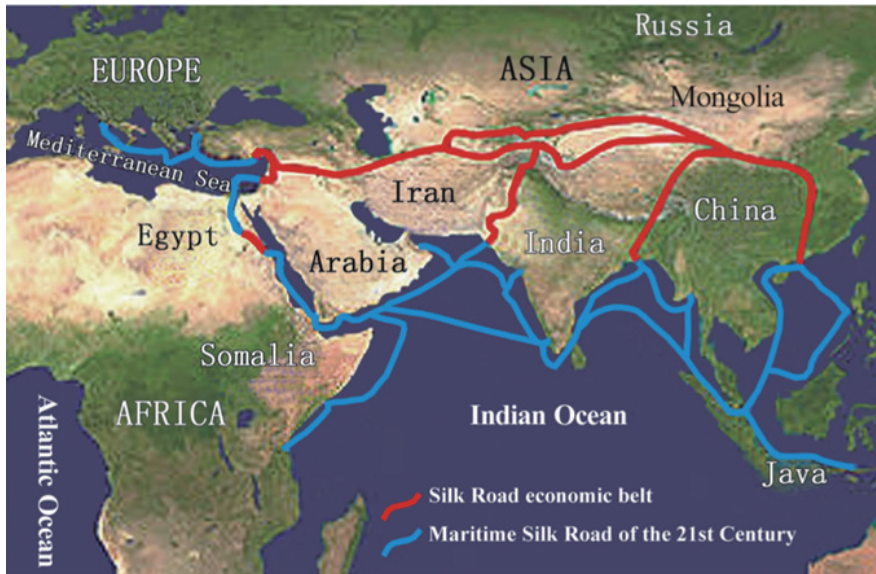 Russia
EUROPE
ASIA
Mongolia
Mediterranean Sea
Iran
China
Egypt
India
Arabia
Somalia
AFRICA
Indian Ocean
Atlantic Ocean
Java
Silk Road economic belt
Maritime Silk Road of the 21st Century